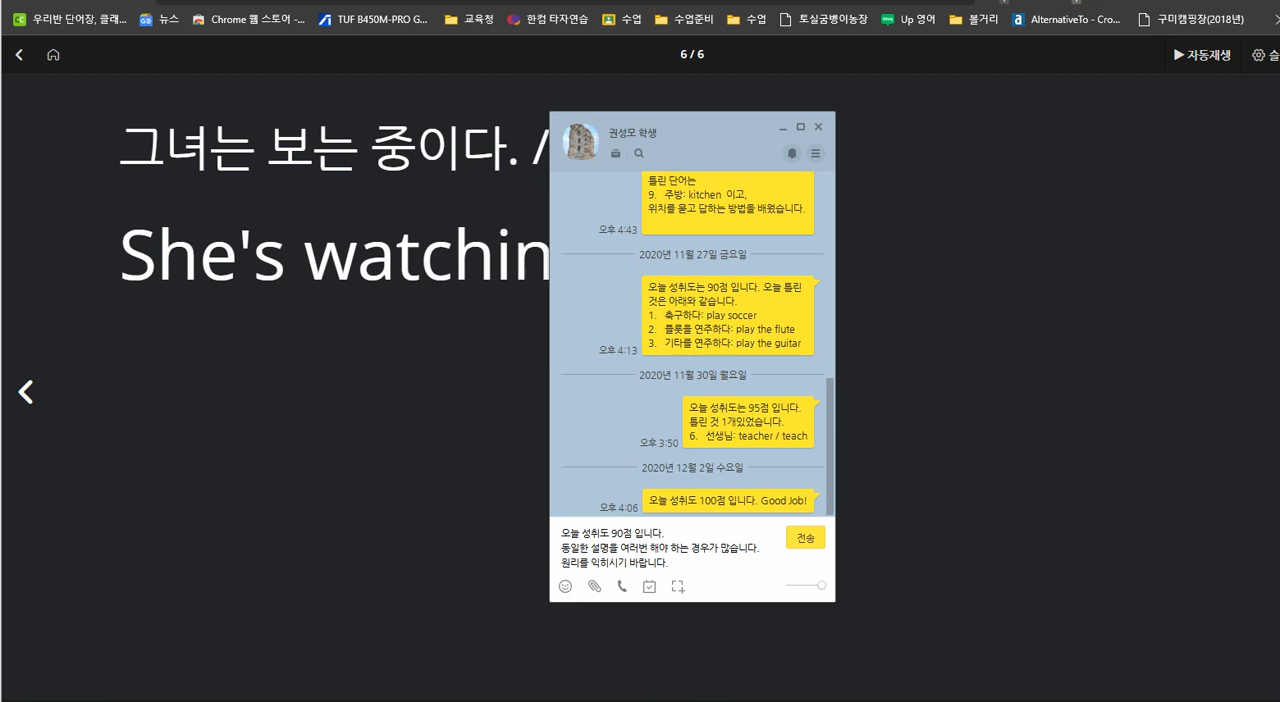 우리반 단어장, 클래... 뉴스 Chrome 웹 스토어 -... TUF B450M-PRO G... 교육청 한컴 타자연습 수업 수업준비 수업 토실굼벵이농장 Up 영어 볼거리 AlternativeTo - Cro... 구미캠핑장(2018년)
6 / 6
▶ 자동재생
슬
그녀는 보는 중이다. /
She's watchin
권성모 학생
틀린 단어는
9. 주방: kitchen 이고,
위치를 묻고 답하는 방법을 배웠습니다.
오후 4:43
2020년 11월 27일 금요일
오늘 성취도는 90점 입니다. 오늘 틀린
것은 아래와 같습니다.
1. 축구하다: play soccer
2. 플룻을 연주하다: play the flute
3. 기타를 연주하다: play the guitar
오후 4:13
2020년 11월 30일 월요일
오늘 성취도는 95점 입니다.
틀린 것 1개있었습니다.
6. 선생님: teacher / teach
오후 3:50
2020년 12월 2일 수요일
오늘 성취도 100점 입니다. Good Job!
오후 4:06
오늘 성취도 90점 입니다.
동일한 설명을 여러번 해야 하는 경우가 많습니다.
원리를 익히시기 바랍니다.
전송